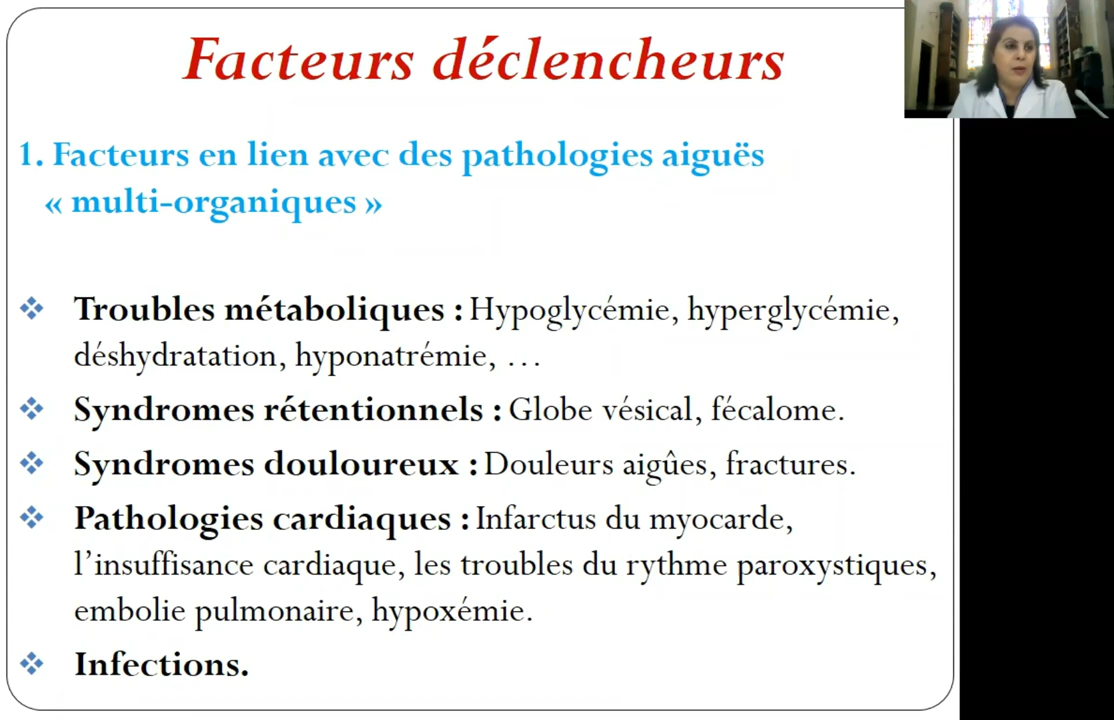 Facteurs déclencheurs
1. Facteurs en lien avec des pathologies aiguës
« multi-organiques »
❖ Troubles métaboliques : Hypoglycémie, hyperglycémie,
déshydratation, hyponatrémie, …
❖ Syndromes rétentionnels : Globe vésical, fécalome.
❖ Syndromes douloureux : Douleurs aigûes, fractures.
❖ Pathologies cardiaques : Infarctus du myocarde,
l’insuffisance cardiaque, les troubles du rythme paroxystiques,
embolie pulmonaire, hypoxémie.
❖ Infections.